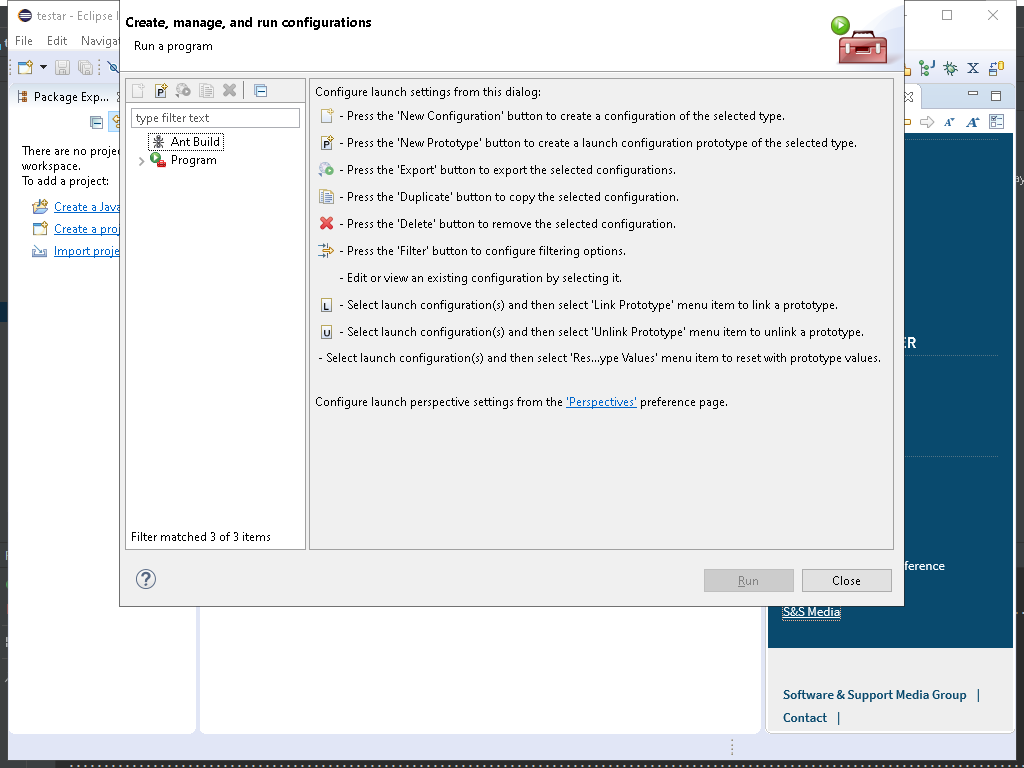 testar - Eclipse I
File Edit Naviga
Package Exp...
There are no proje
workspace.
To add a project:
Create a Java
Create a proj
Import proje
Create, manage, and run configurations
Run a program
type filter text
Ant Build
Program
Filter matched 3 of 3 items
Configure launch settings from this dialog:
- Press the 'New Configuration' button to create a configuration of the selected type.
- Press the 'New Prototype' button to create a launch configuration prototype of the selected type.
- Press the 'Export' button to export the selected configurations.
- Press the 'Duplicate' button to copy the selected configuration.
- Press the 'Delete' button to remove the selected configuration.
- Press the 'Filter' button to configure filtering options.
- Edit or view an existing configuration by selecting it.
L - Select launch configuration(s) and then select 'Link Prototype' menu item to link a prototype.
U - Select launch configuration(s) and then select 'Unlink Prototype' menu item to unlink a prototype.
- Select launch configuration(s) and then select 'Res...ype Values' menu item to reset with prototype values.
Configure launch perspective settings from the 'Perspectives' preference page.
Run
Close
ER
ference
S&S Media
Software & Support Media Group |
Contact |